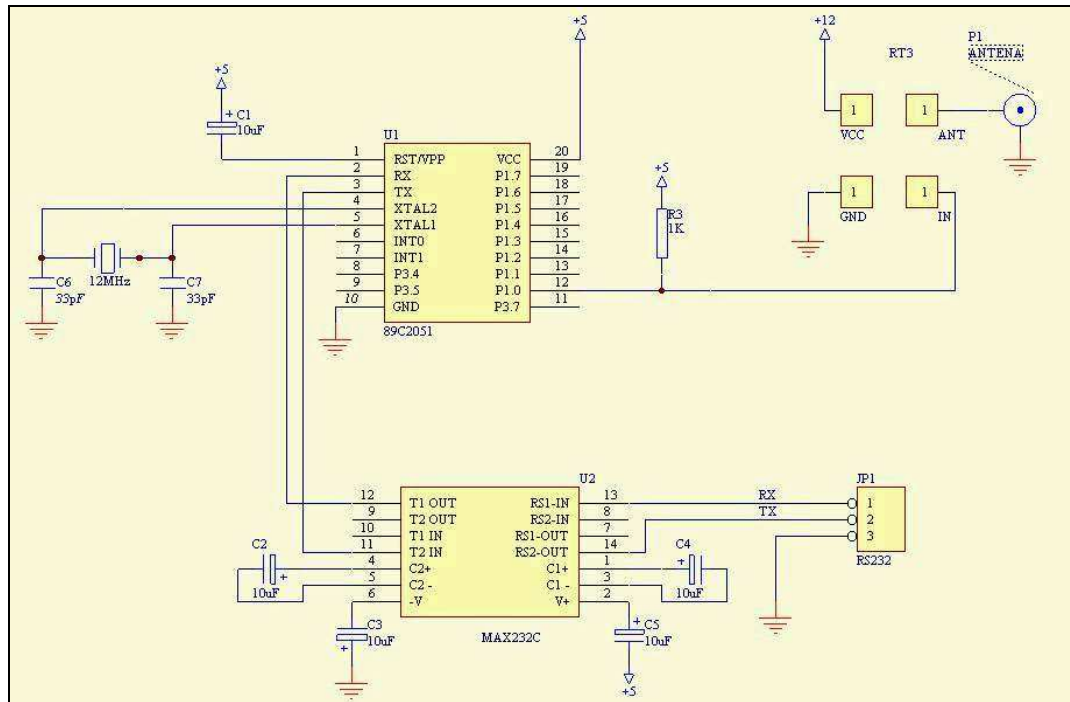 +5
+12
P1
ANTENA
RT3
+5
C1
10uF
+
1
VCC
1
ANT
1
GND
1
IN
U1
1 RST/VPP VCC 20
2 RX P1.7 19
3 TX P1.6 18
4 XTAL2 P1.5 17
5 XTAL1 P1.4 16
6 INT0 P1.3 15
7 INT1 P1.2 14
8 P3.4 P1.1 13
9 P3.5 P1.0 12
10 GND P3.7 11
89C2051
+5
R3
1K
C6
33pF
12MHz
C7
33pF
U2
12 T1 OUT RS1-IN 13
9 T2 OUT RS2-IN 8
10 T1 IN RS1-OUT 7
11 T2 IN RS2-OUT 14
4 C2+ C1+ 1
5 C2 - C1 - 3
6 -V V+ 2
MAX232C
RX
TX
JP1
1
2
3
RS232
C2
+
10uF
C4
+
10uF
C3
10uF
+
+
C5
10uF
+5